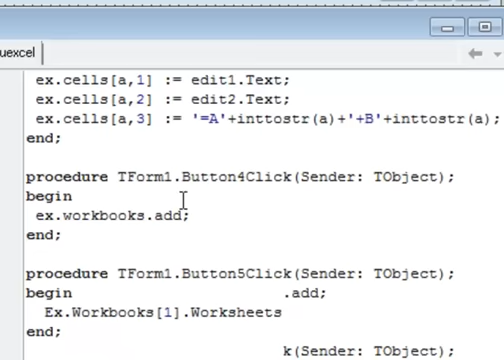 uexcel
ex.cells[a,1] := edit1.Text;
ex.cells[a,2] := edit2.Text;
ex.cells[a,3] := '=A'+inttostr(a)+'+B'+inttostr(a);
end;
procedure TForm1.Button4Click(Sender: TObject);
begin
ex.workbooks.add;
end;
procedure TForm1.Button5Click(Sender: TObject);
begin .add;
Ex.Workbooks[1].Worksheets
end;
k(Sender: TObject);